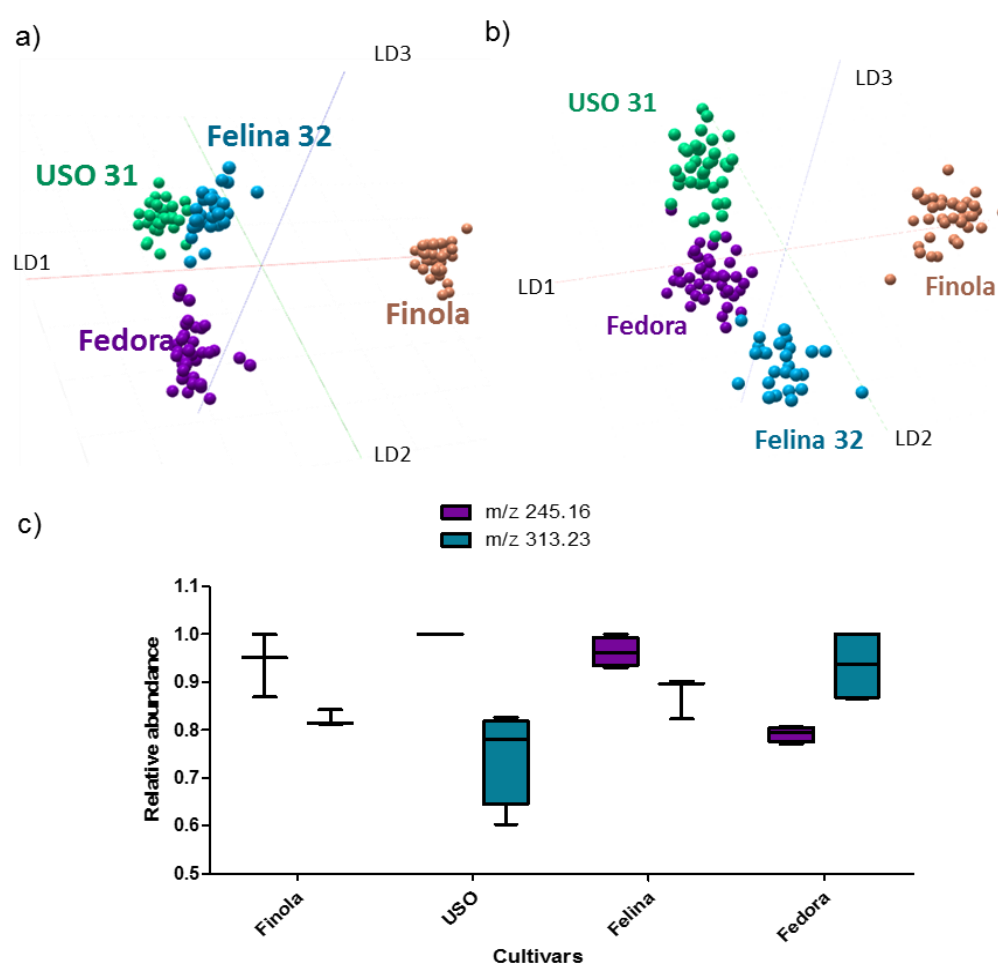 a)
LD3
Felina 32
USO 31
LD1
Finola
Fedora
LD2
b)
LD3
USO 31
LD1
Finola
Fedora
Felina 32
LD2
c)
m/z 245.16
m/z 313.23
Relative abundance
1.1
1.0
0.9
0.8
0.7
0.6
0.5
Finola
USO
Felina
Fedora
Cultivars